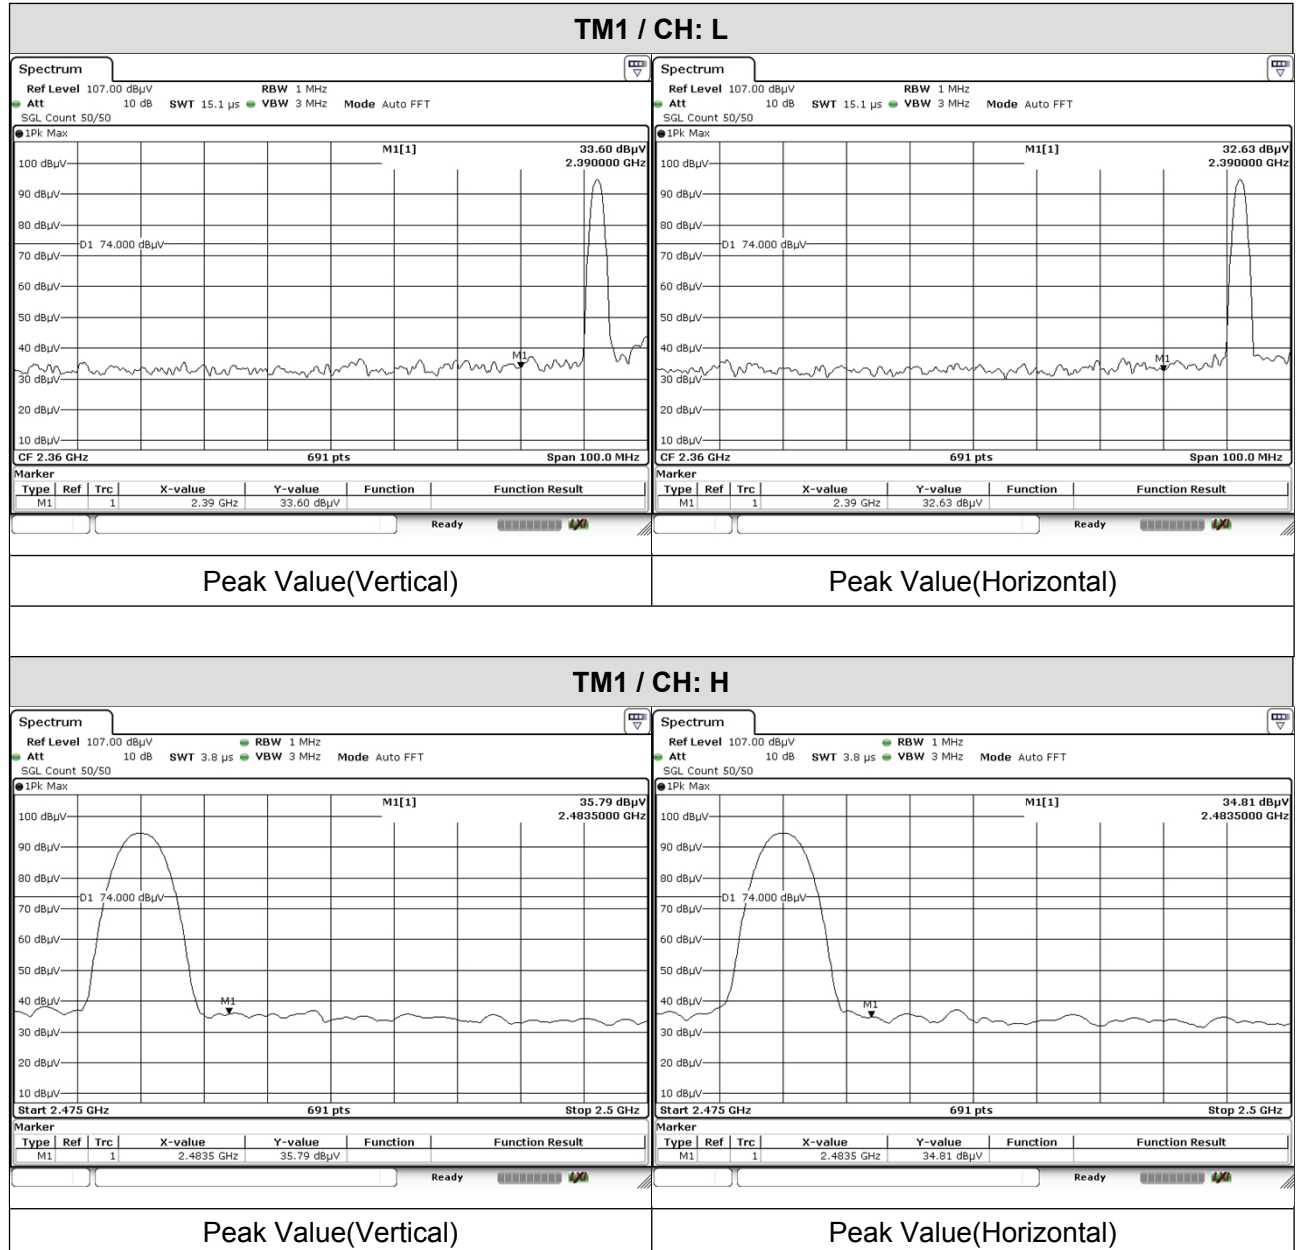 TM1 / CH: L
Spectrum
Ref Level 107.00 dBµV RBW 1 MHz
Att 10 dB SWT 15.1 µs VBW 3 MHz Mode Auto FFT
SGL Count 50/50
1Pk Max
M1[1] 33.60 dBµV
2.390000 GHz
100 dBµV
90 dBµV
80 dBµV
D1 74.000 dBµV
70 dBµV
60 dBµV
50 dBµV
40 dBµV
M1
30 dBµV
20 dBµV
10 dBµV
CF 2.36 GHz 691 pts Span 100.0 MHz
Marker
Type Ref Trc X-value Y-value Function Function Result
M1 1 2.39 GHz 33.60 dBµV
Ready LXI
Peak Value(Vertical)
Spectrum
Ref Level 107.00 dBµV RBW 1 MHz
Att 10 dB SWT 15.1 µs VBW 3 MHz Mode Auto FFT
SGL Count 50/50
1Pk Max
M1[1] 32.63 dBµV
2.390000 GHz
100 dBµV
90 dBµV
80 dBµV
D1 74.000 dBµV
70 dBµV
60 dBµV
50 dBµV
40 dBµV
M1
30 dBµV
20 dBµV
10 dBµV
CF 2.36 GHz 691 pts Span 100.0 MHz
Marker
Type Ref Trc X-value Y-value Function Function Result
M1 1 2.39 GHz 32.63 dBµV
Ready LXI
Peak Value(Horizontal)
TM1 / CH: H
Spectrum
Ref Level 107.00 dBµV RBW 1 MHz
Att 10 dB SWT 3.8 µs VBW 3 MHz Mode Auto FFT
SGL Count 50/50
1Pk Max
M1[1] 35.79 dBµV
2.4835000 GHz
100 dBµV
90 dBµV
80 dBµV
D1 74.000 dBµV
70 dBµV
60 dBµV
50 dBµV
40 dBµV
M1
30 dBµV
20 dBµV
10 dBµV
Start 2.475 GHz 691 pts Stop 2.5 GHz
Marker
Type Ref Trc X-value Y-value Function Function Result
M1 1 2.4835 GHz 35.79 dBµV
Ready LXI
Peak Value(Vertical)
Spectrum
Ref Level 107.00 dBµV RBW 1 MHz
Att 10 dB SWT 3.8 µs VBW 3 MHz Mode Auto FFT
SGL Count 50/50
1Pk Max
M1[1] 34.81 dBµV
2.4835000 GHz
100 dBµV
90 dBµV
80 dBµV
D1 74.000 dBµV
70 dBµV
60 dBµV
50 dBµV
40 dBµV
M1
30 dBµV
20 dBµV
10 dBµV
Start 2.475 GHz 691 pts Stop 2.5 GHz
Marker
Type Ref Trc X-value Y-value Function Function Result
M1 1 2.4835 GHz 34.81 dBµV
Ready LXI
Peak Value(Horizontal)